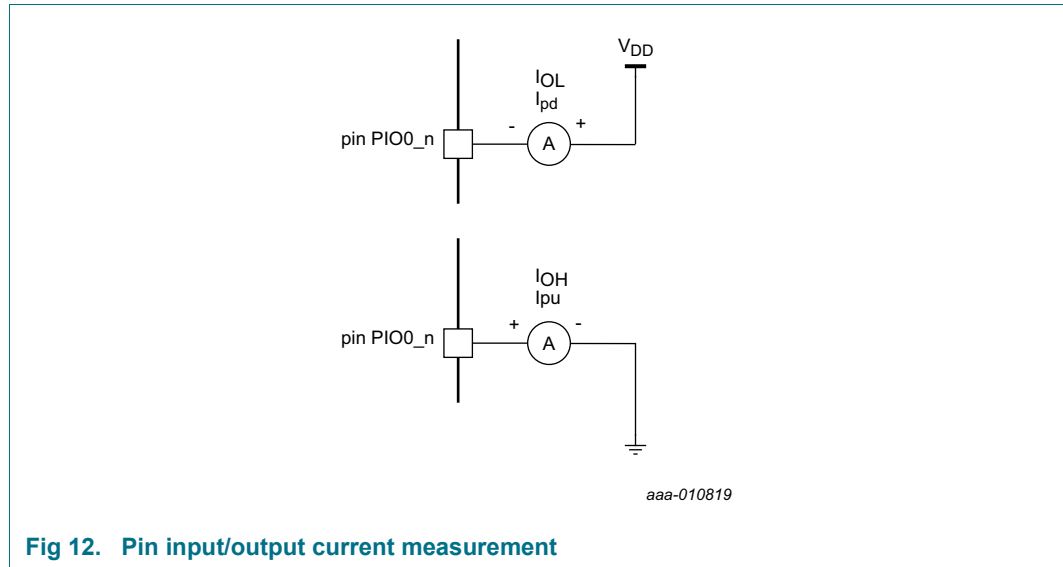 VDD
IOL
Ipd
- +
A
pin PIO0_n
IOH
Ipu
+ -
A
pin PIO0_n
aaa-010819
Fig 12. Pin input/output current measurement